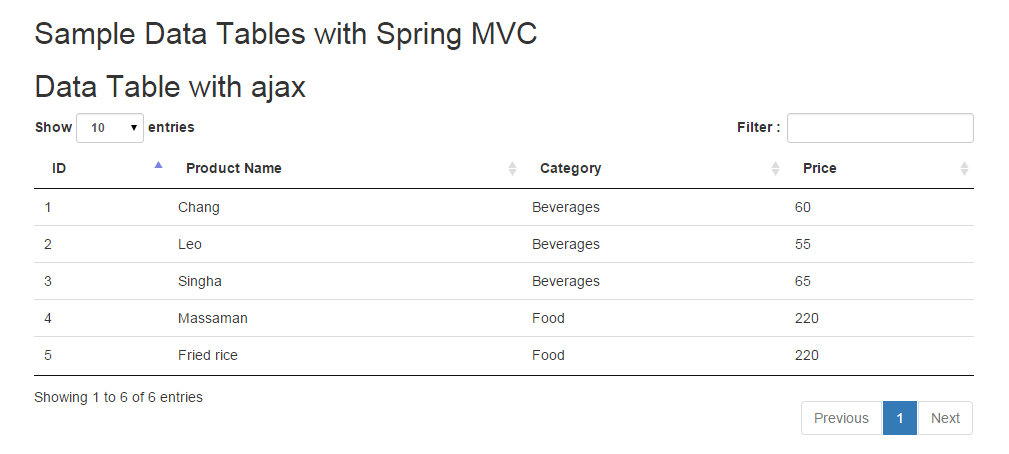 Sample Data Tables with Spring MVC
Data Table with ajax
Show 10 entries Filter :
ID Product Name Category Price
1 Chang Beverages 60
2 Leo Beverages 55
3 Singha Beverages 65
4 Massaman Food 220
5 Fried rice Food 220
Showing 1 to 6 of 6 entries
Previous 1 Next